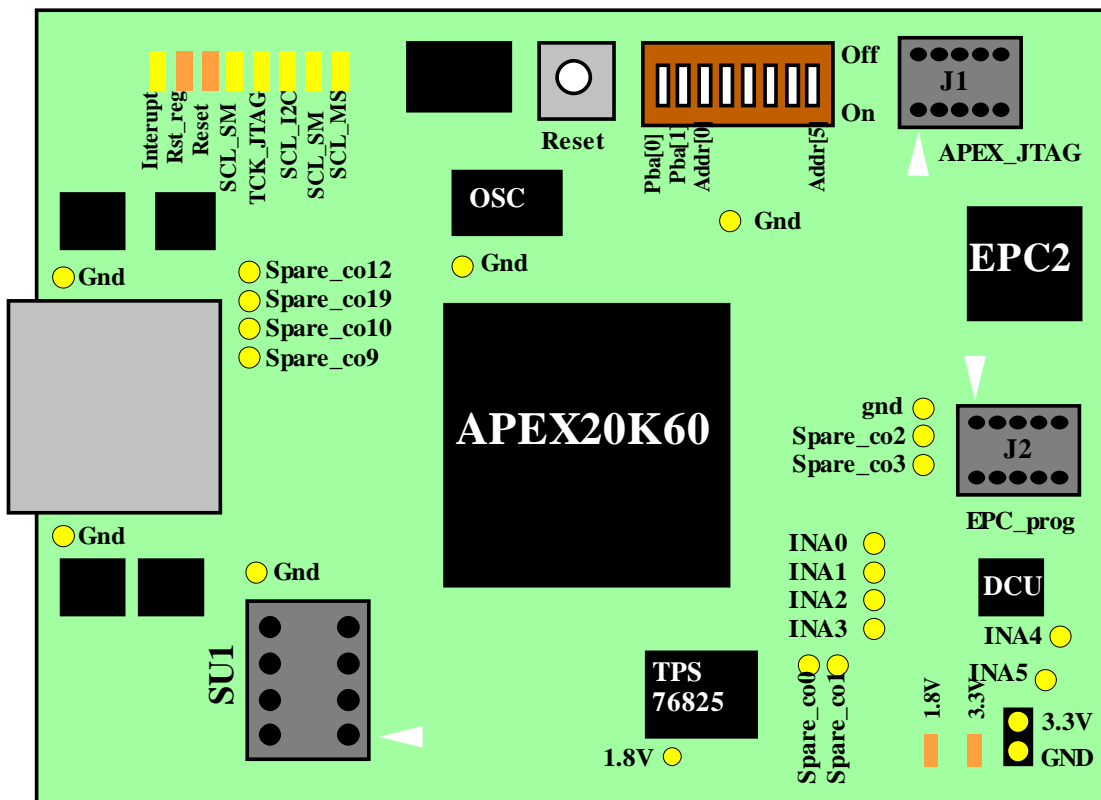 Interupt
Rst_reg
Reset
SCL_SM
TCK_JTAG
SCL_I2C
SCL_SM
SCL_MS
Reset
Off
On
Pba[0]
Pba[1]
Addr[0]
Addr[5]
J1
APEX_JTAG
OSC
Gnd
Gnd
EPC2
Gnd
Spare_co12
Spare_co19
Spare_co10
Spare_co9
APEX20K60
gnd
Spare_co2
Spare_co3
J2
EPC_prog
Gnd
Gnd
INA0
INA1
INA2
INA3
DCU
INA4
INA5
SU1
TPS
76825
1.8V
Spare_co0
Spare_co1
1.8V
3.3V
3.3V
GND